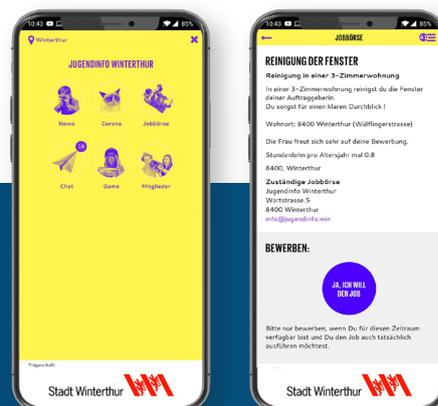 10:43
85%
Winterthur
JUGENDINFO WINTERTHUR
News
Corona
Jobbörse
18
Chat
Game
Mitglieder
Trägerschaft:
Stadt Winterthur
10:43
85%
JOBBÖRSE
REINIGUNG DER FENSTER
Reinigung in einer 3-Zimmerwohnung
In einer 3-Zimmerwohnung reinigst du die Fenster
deiner Auftraggeberin.
Du sorgst für einen klaren Durchblick !
Wohnort: 8400 Winterthur (Wülflingerstrasse)
Die Frau freut sich sehr auf deine Bewerbung.
Stundenlohn pro Altersjahr mal 0.8
8400, Winterthur
Zuständige Jobbörse
Jugendinfo Winterthur
Wartstrasse 5
8400 Winterthur
info@jugendinfo.win
BEWERBEN:
JA, ICH WILL
DEN JOB
Bitte nur bewerben, wenn Du für diesen Zeitraum
verfügbar bist und Du den Job auch tatsächlich
ausführen möchtest.
Stadt Winterthur